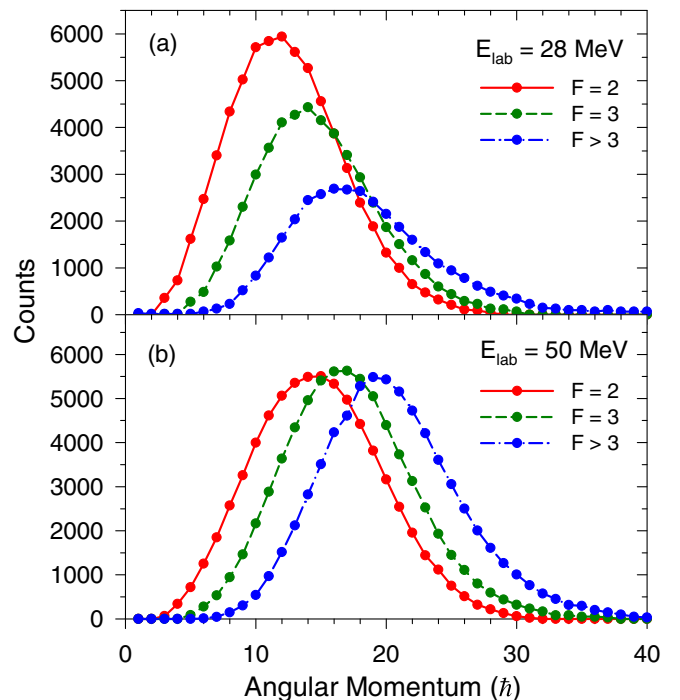 (a)
E_lab = 28 MeV
F = 2
F = 3
F > 3
6000
5000
4000
3000
2000
1000
0
Counts
(b)
E_lab = 50 MeV
F = 2
F = 3
F > 3
6000
5000
4000
3000
2000
1000
0
0 10 20 30 40
Angular Momentum (ℏ)